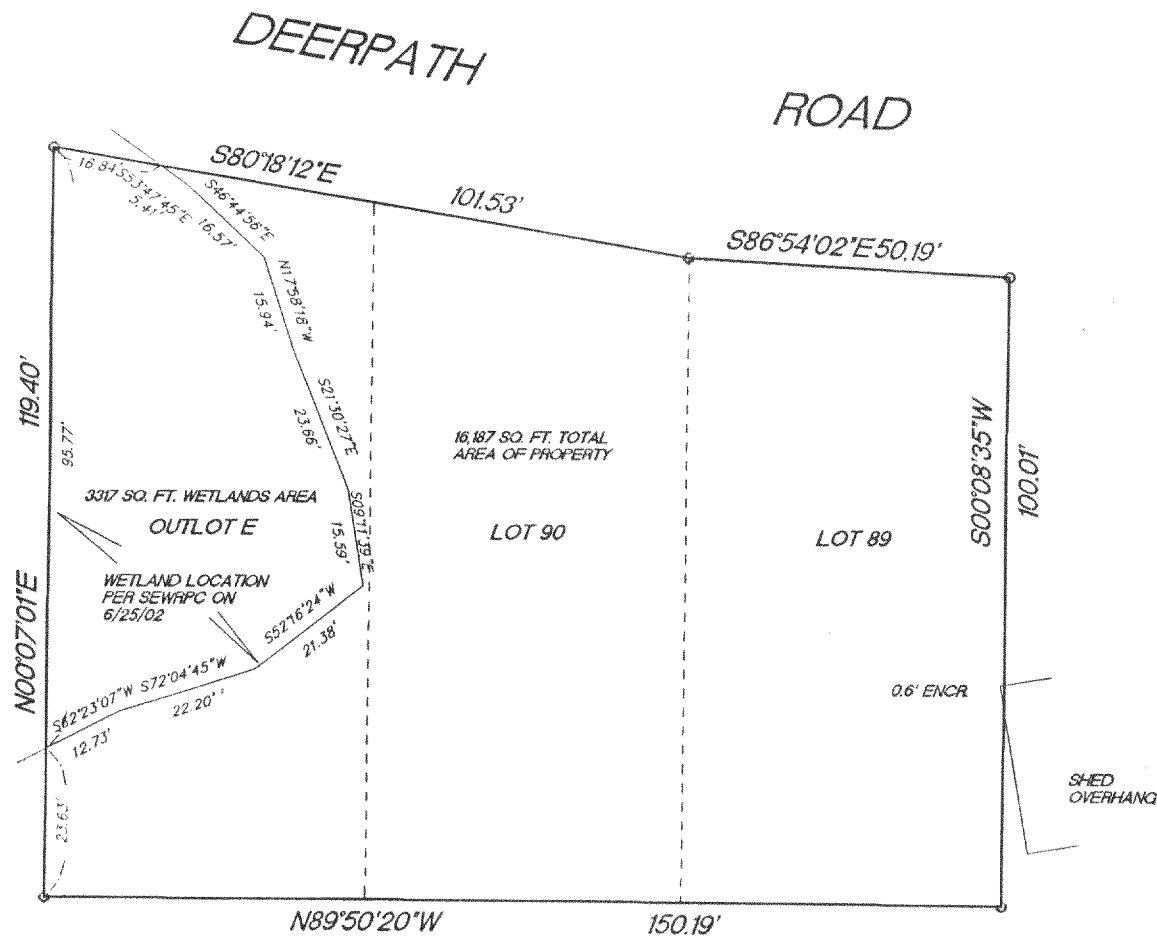 DEERPATH
ROAD
S80°18'12"E
101.53'
S86°54'02"E 50.19'
16.84'
S53°47'45"E
5.41'
S46°44'56"E
16.57'
N17°58'18"W
15.94'
S21°30'27"E
23.66'
S09°11'39"E
15.59'
S52°16'24"W
21.38'
S72°04'45"W
22.20'
S62°23'07"W
12.73'
23.63'
119.40'
95.77'
N00°07'01"E
3317 SQ. FT. WETLANDS AREA
OUTLOT E
WETLAND LOCATION
PER SEWRPC ON
6/25/02
16,187 SQ. FT. TOTAL
AREA OF PROPERTY
LOT 90
LOT 89
S00°08'35"W
100.01'
0.6' ENCR.
SHED
OVERHANG
N89°50'20"W
150.19'